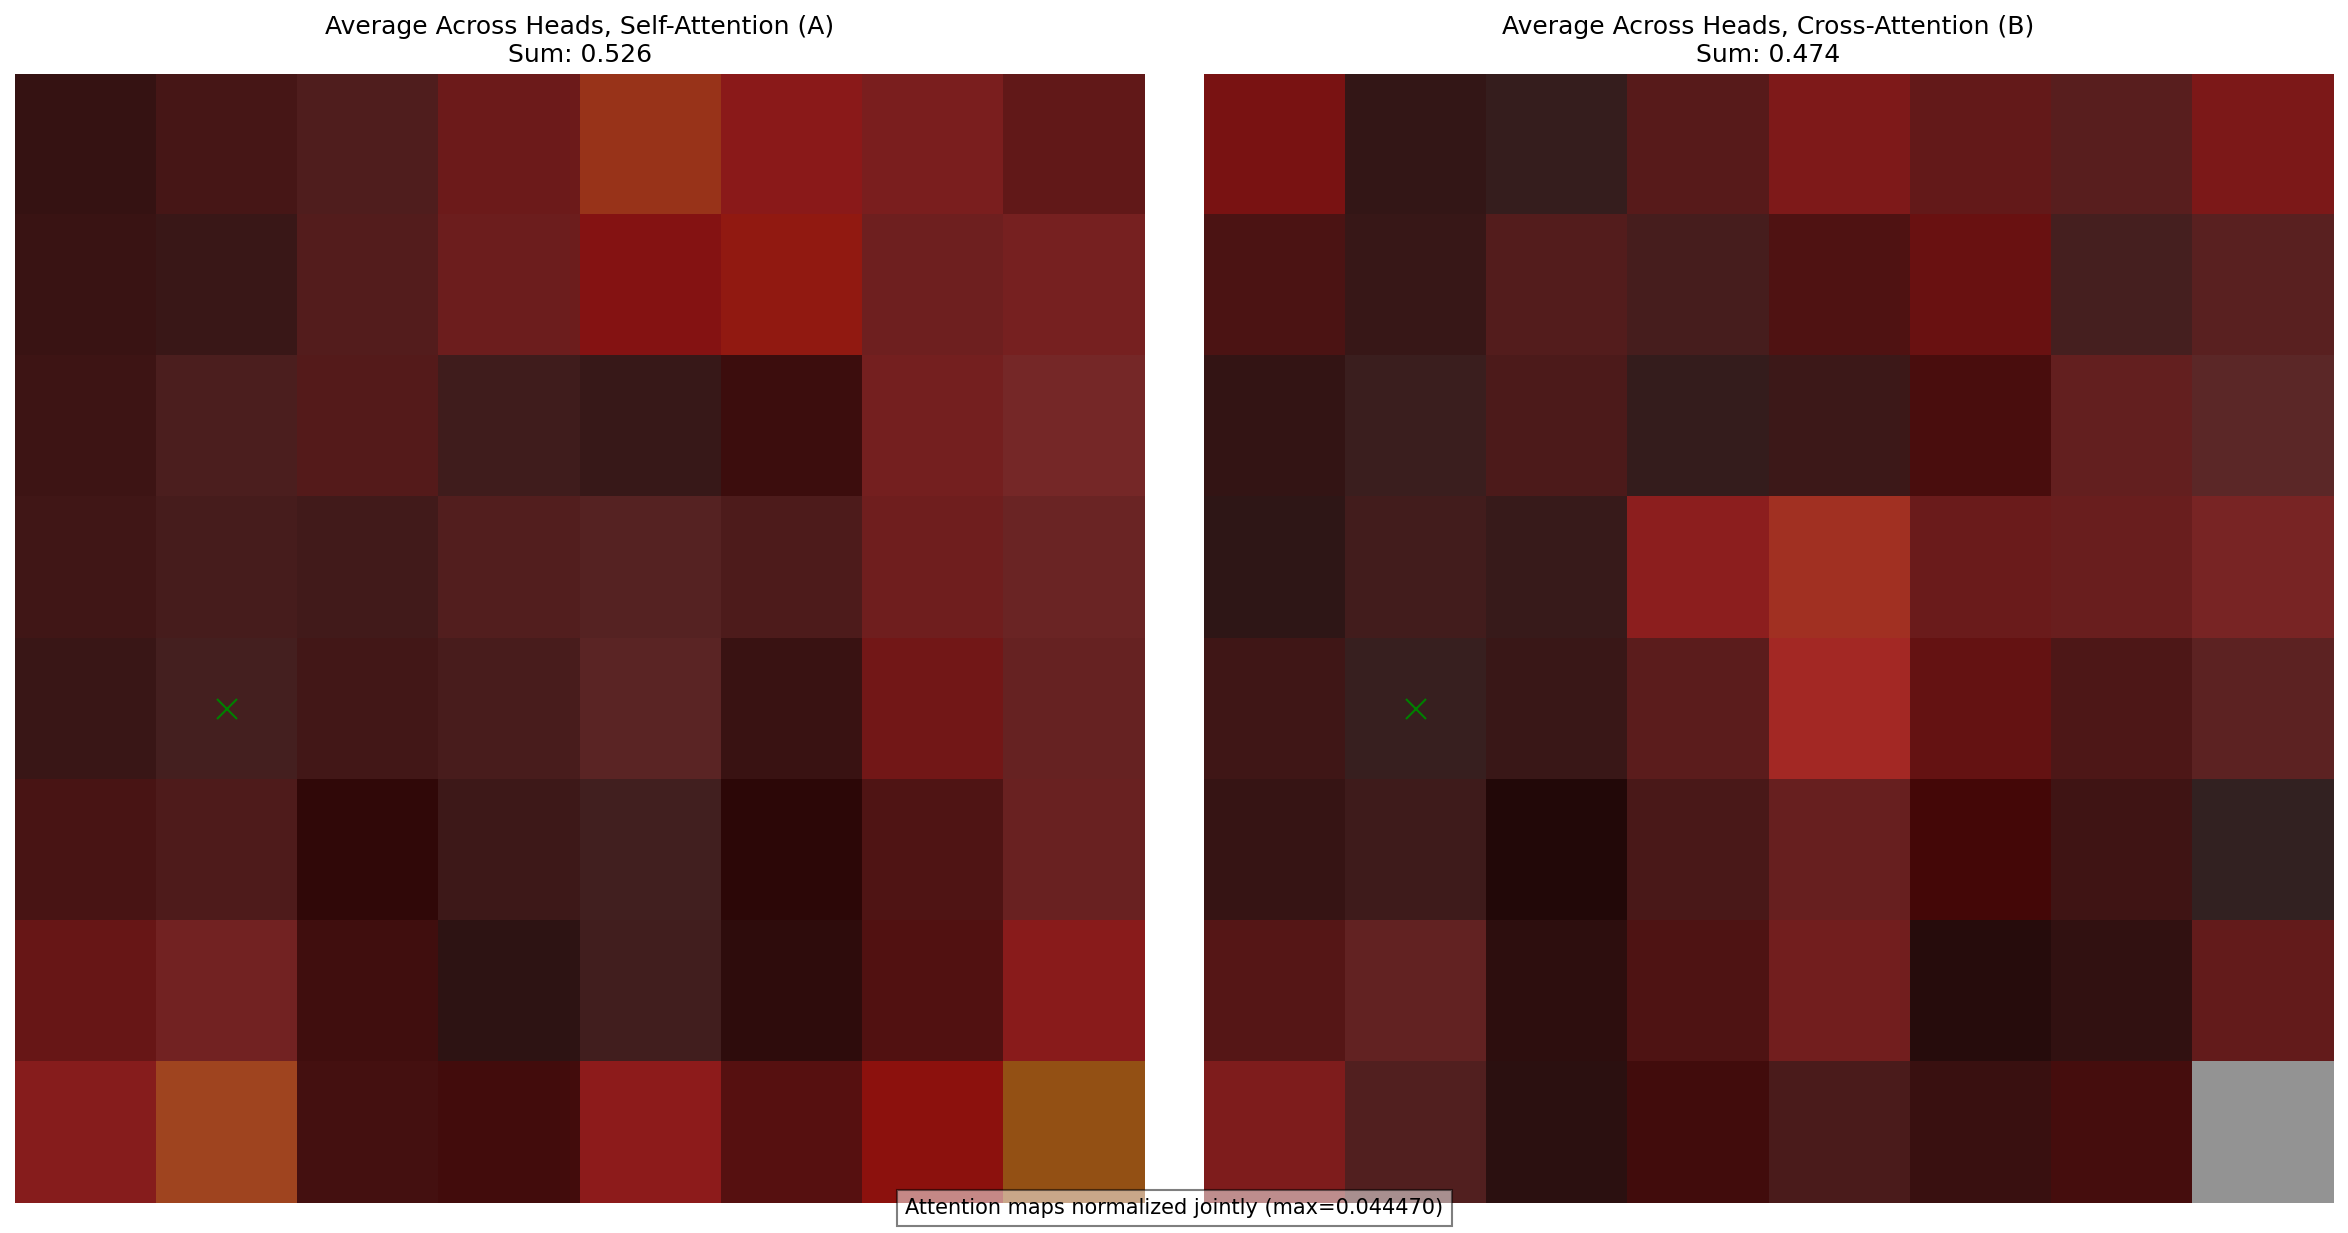 Average Across Heads, Self-Attention (A)
Sum: 0.526
Average Across Heads, Cross-Attention (B)
Sum: 0.474
Attention maps normalized jointly (max=0.044470)